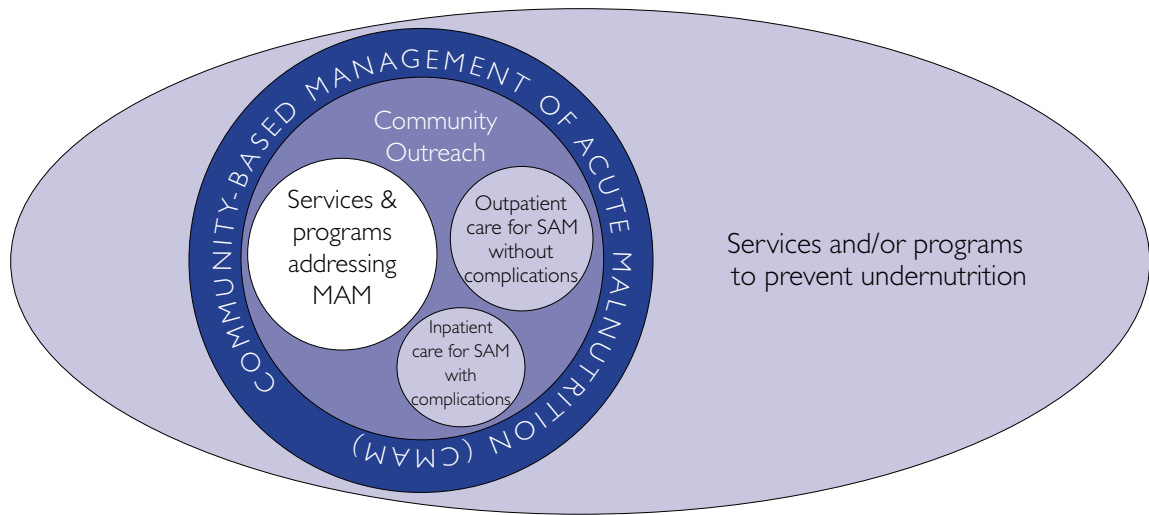 COMMUNITY-BASED MANAGEMENT OF ACUTE MALNUTRITION (CMAM)
Community
Outreach
Services &
programs
addressing
MAM
Outpatient
care for SAM
without
complications
Inpatient
care for SAM
with
complications
Services and/or programs
to prevent undernutrition